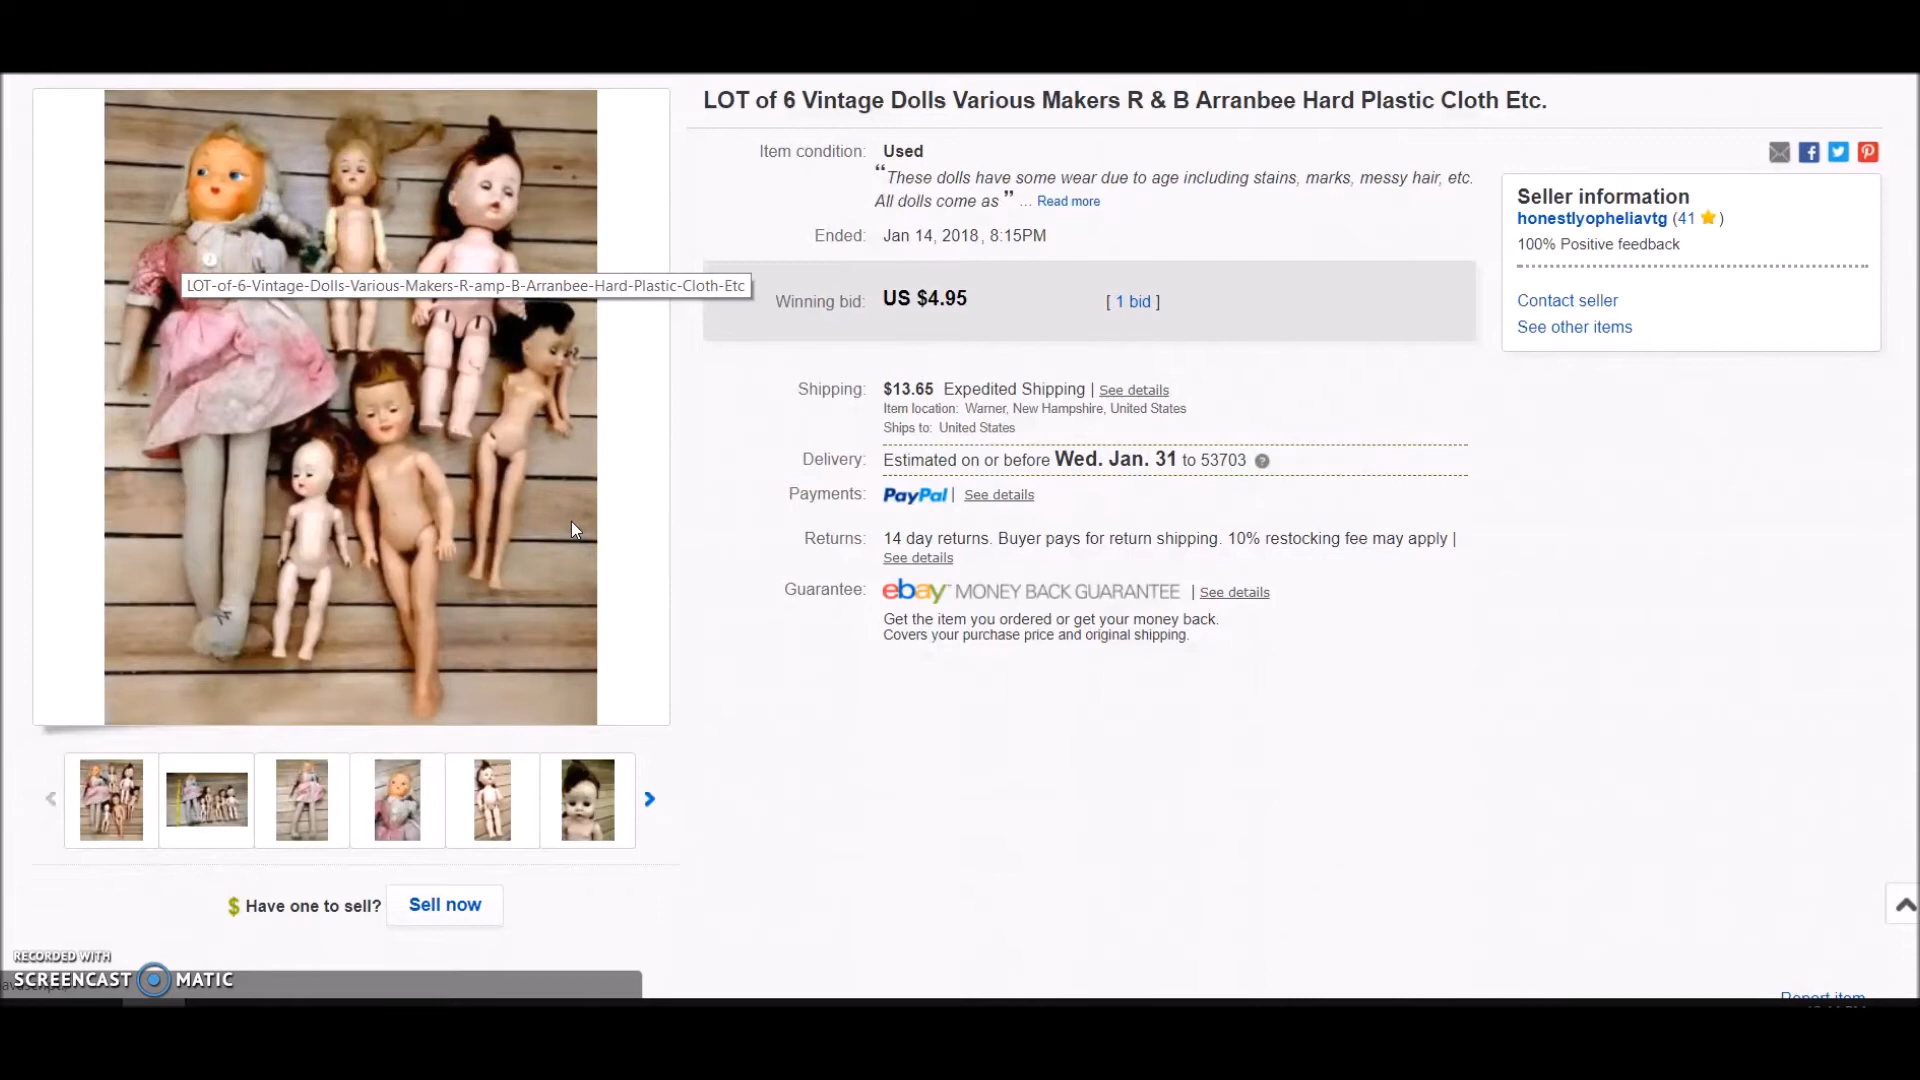 LOT of 6 Vintage Dolls Various Makers R & B Arranbee Hard Plastic Cloth Etc.
Item condition: Used
“These dolls have some wear due to age including stains, marks, messy hair, etc.
All dolls come as ” ... Read more
Ended: Jan 14, 2018, 8:15PM
LOT-of-6-Vintage-Dolls-Various-Makers-R-amp-B-Arranbee-Hard-Plastic-Cloth-Etc
Winning bid: US $4.95 [ 1 bid ]
Shipping: $13.65 Expedited Shipping | See details
Item location: Warner, New Hampshire, United States
Ships to: United States
Delivery: Estimated on or before Wed. Jan. 31 to 53703 ?
Payments: PayPal | See details
Returns: 14 day returns. Buyer pays for return shipping. 10% restocking fee may apply |
See details
Guarantee: ebay MONEY BACK GUARANTEE | See details
Get the item you ordered or get your money back.
Covers your purchase price and original shipping.
Seller information
honestlyopheliavtg (41 )
100% Positive feedback
Contact seller
See other items
$ Have one to sell? Sell now
RECORDED WITH
SCREENCAST MATIC
Report item